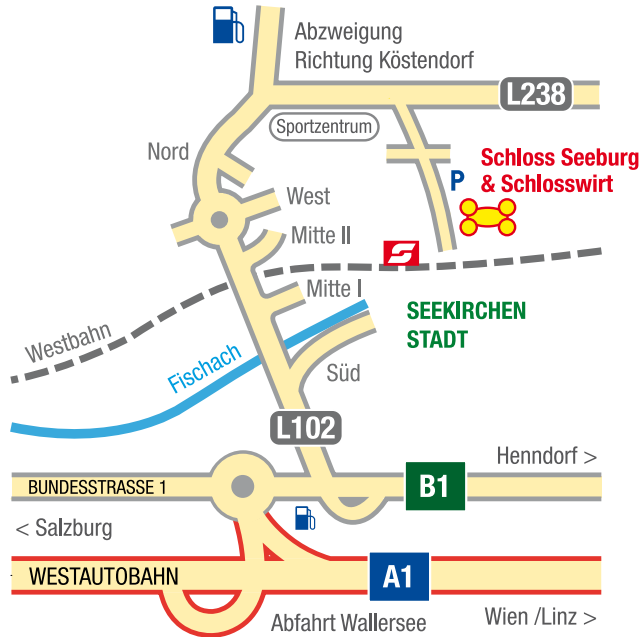 Abzweigung
Richtung Köstendorf
L238
Sportzentrum
Nord
Schloss Seeburg
& Schlosswirt
P
West
Mitte II
S
Mitte I
Westbahn
SEEKIRCHEN
STADT
Fischach
Süd
L102
Henndorf >
BUNDESSTRASSE 1
B1
< Salzburg
WESTAUTOBAHN
A1
Abfahrt Wallersee
Wien /Linz >